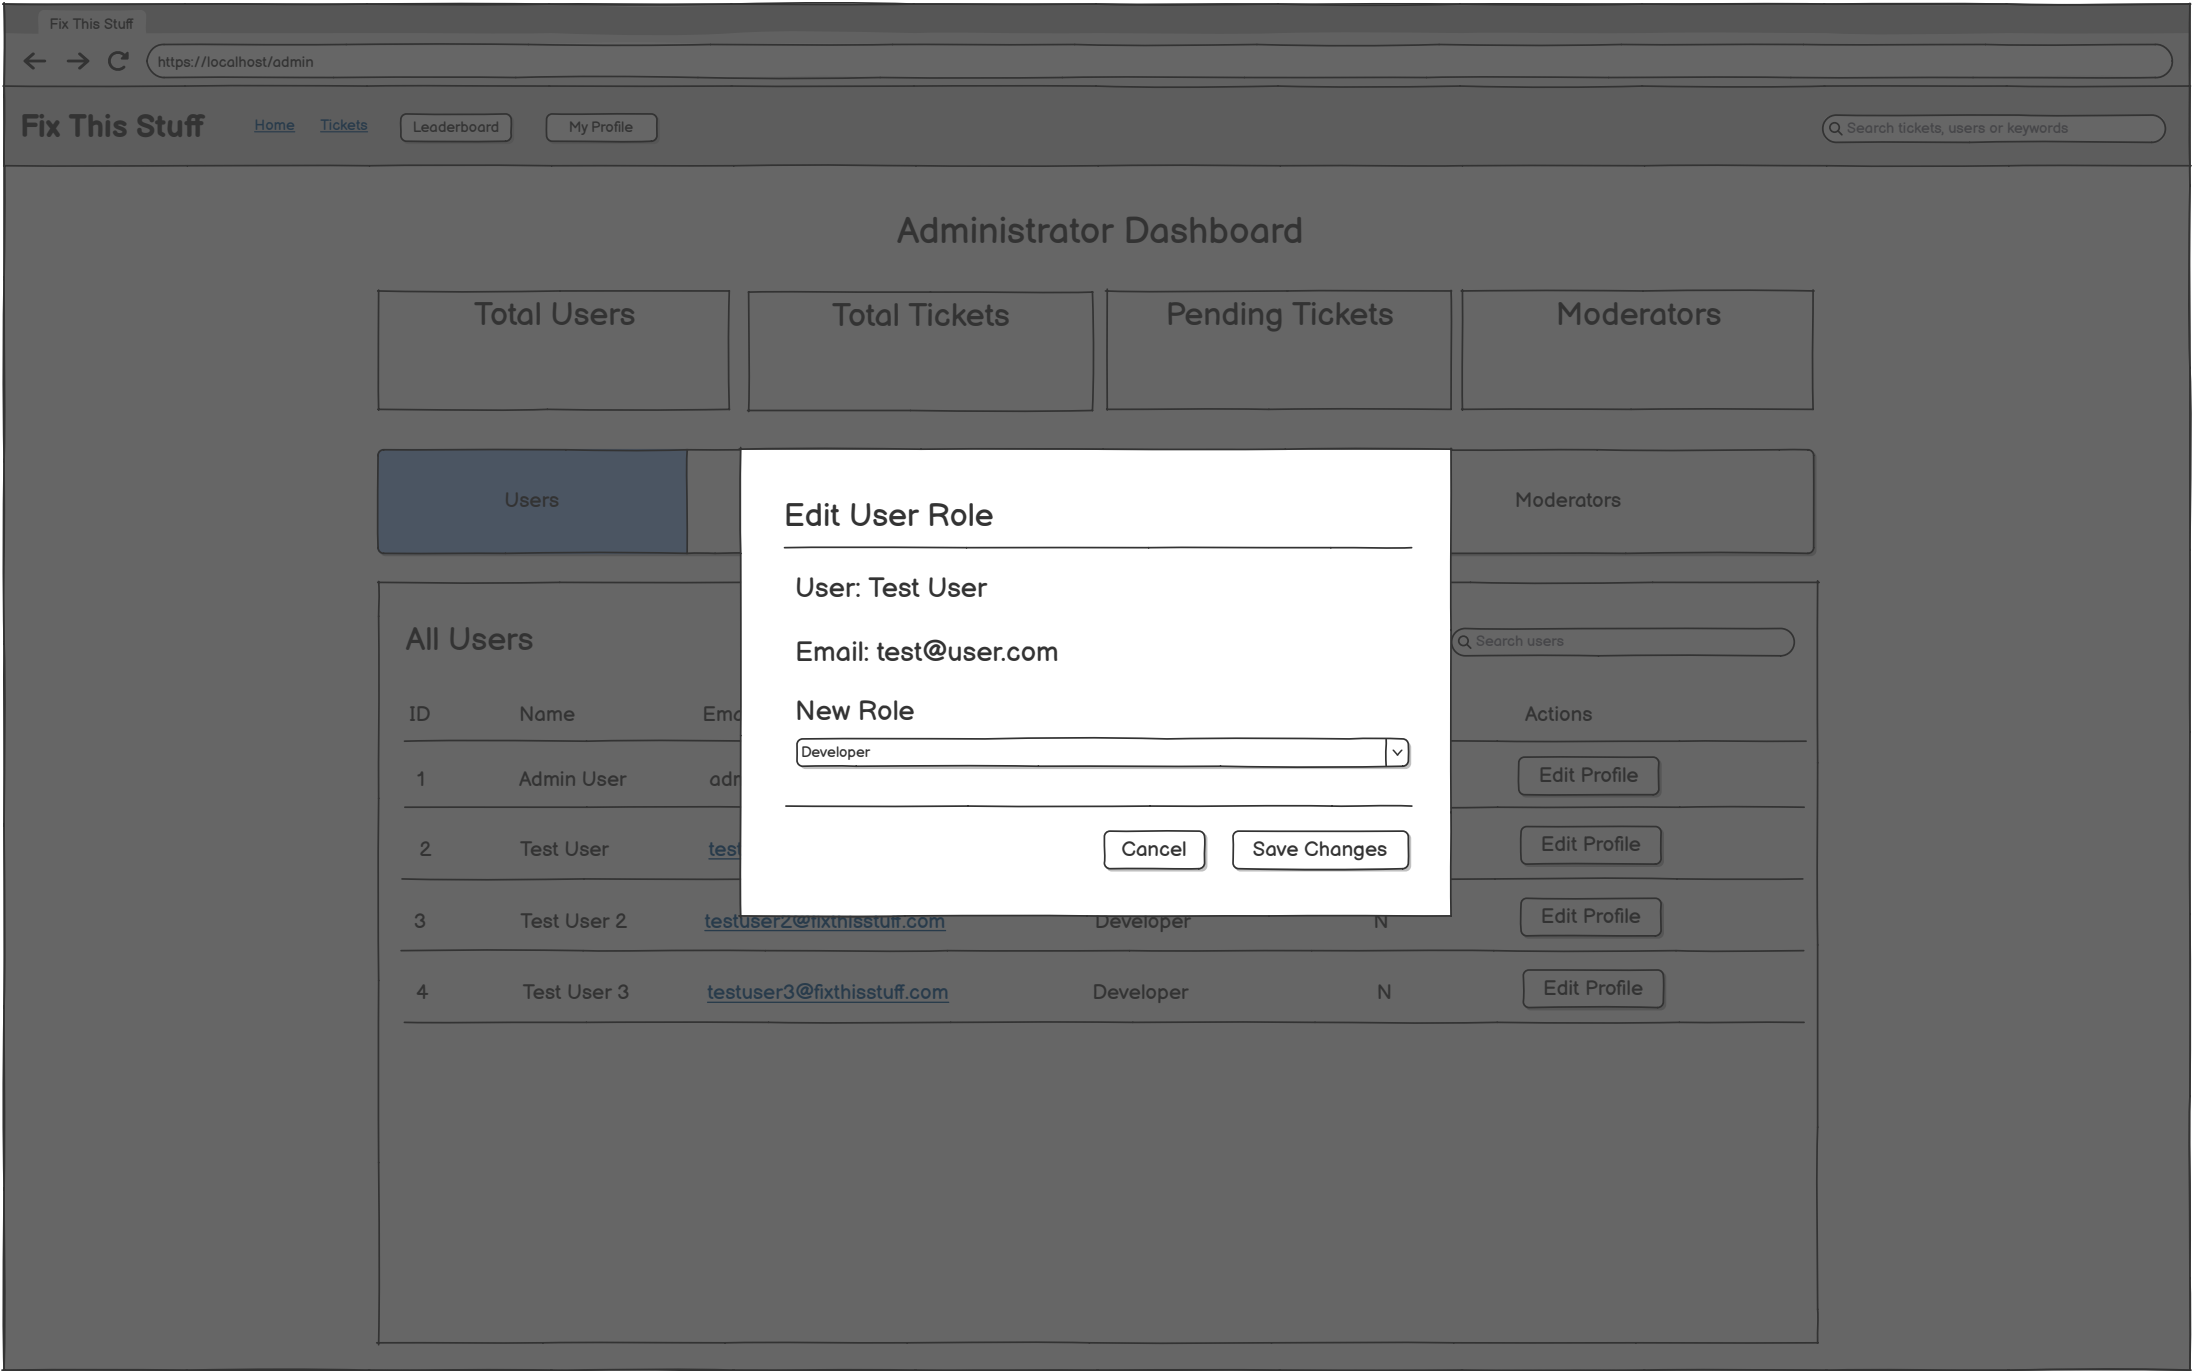 Fix This Stuff
https://localhost/admin
Fix This Stuff Home Tickets Leaderboard My Profile Search tickets, users or keywords
Administrator Dashboard
Total Users Total Tickets Pending Tickets Moderators
Users Moderators
Edit User Role
User: Test User
Email: test@user.com
New Role
Developer
Cancel Save Changes
All Users Search users
ID Name Ema Actions
1 Admin User adm Edit Profile
2 Test User test Edit Profile
3 Test User 2 testuser2@fixthisstuff.com Developer N Edit Profile
4 Test User 3 testuser3@fixthisstuff.com Developer N Edit Profile